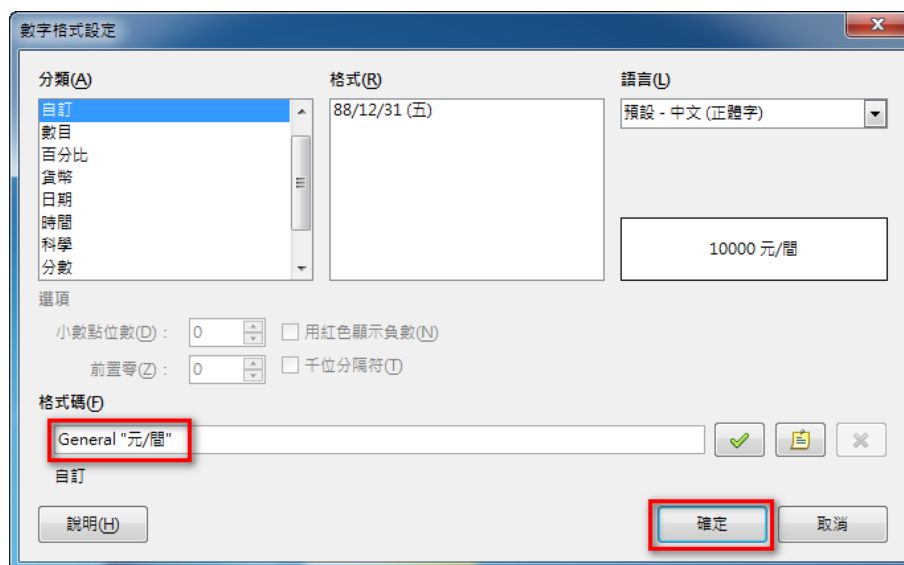 數字格式設定
分類(A)
格式(R)
語言(L)
自訂
數目
百分比
貨幣
日期
時間
科學
分數
88/12/31 (五)
預設 - 中文 (正體字)
10000 元/間
選項
小數點位數(D)：
0
用紅色顯示負數(N)
前置零(Z)：
0
千位分隔符(T)
格式碼(F)
General "元/間"
自訂
說明(H)
確定
取消